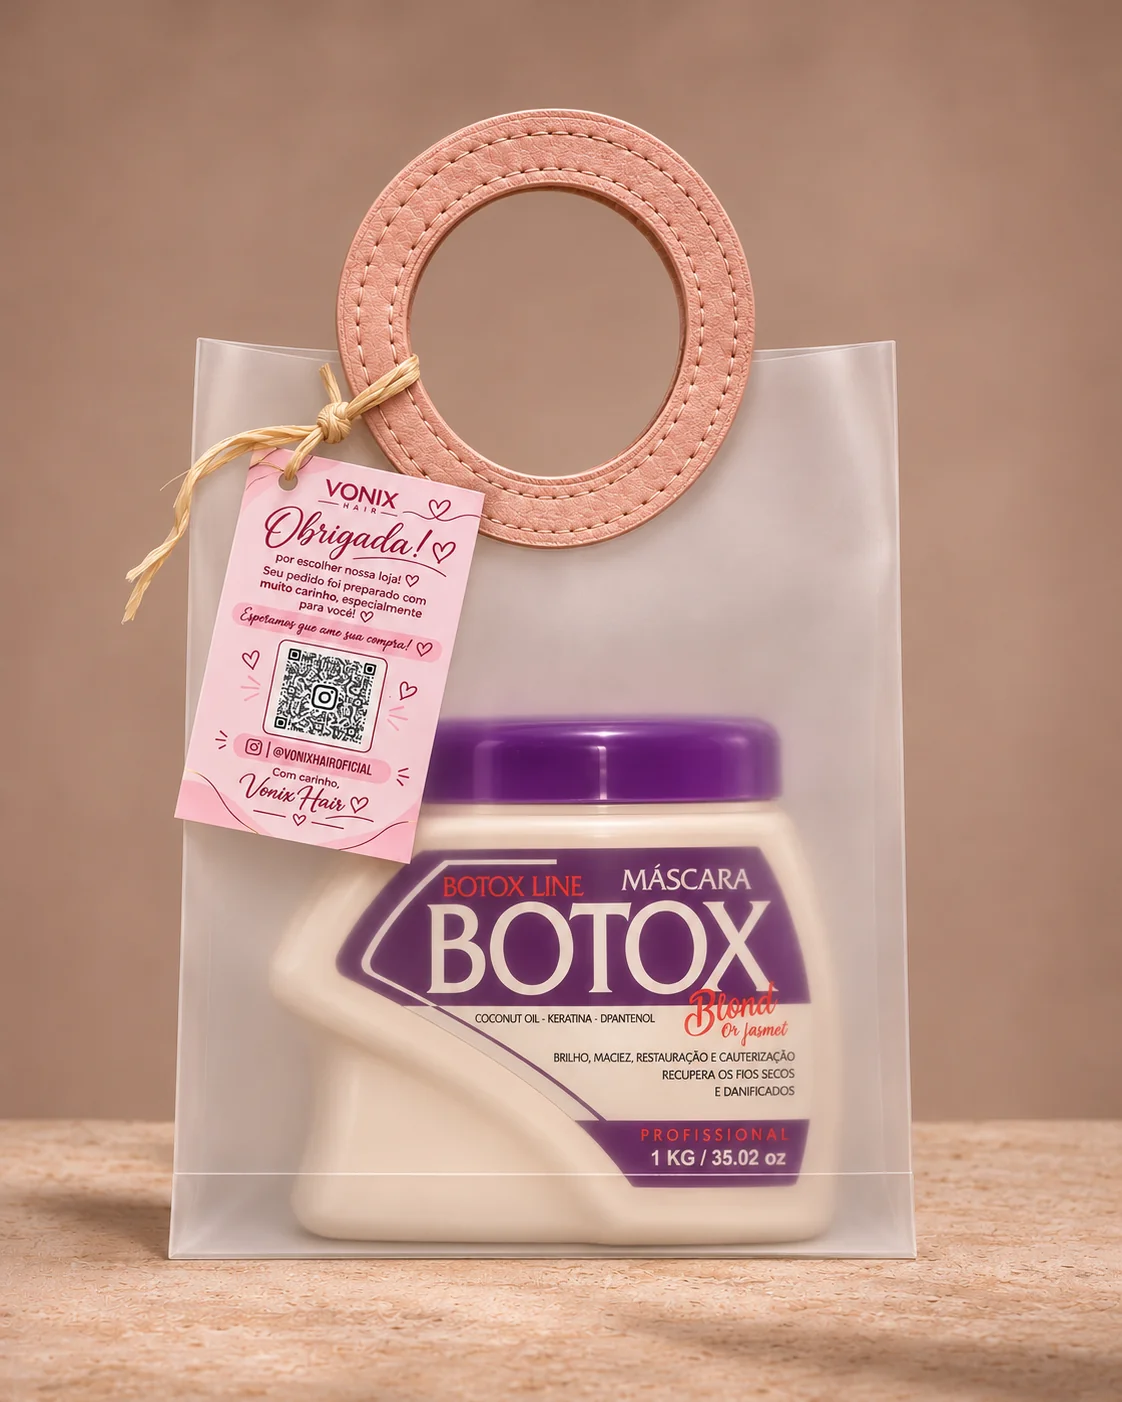 VONIX
HAIR
Obrigada!
por escolher nossa loja!
Seu pedido foi preparado com
muito carinho, especialmente
para você!
Esperamos que ame sua compra!
@VONIXHAIROFICIAL
Com carinho,
Vonix Hair
BOTOX LINE MÁSCARA
BOTOX
Blond
Or Jasmet
COCONUT OIL - KERATINA - DPANTENOL
BRILHO, MACIEZ, RESTAURAÇÃO E CAUTERIZAÇÃO
RECUPERA OS FIOS SECOS
E DANIFICADOS
PROFISSIONAL
1 KG / 35.02 oz